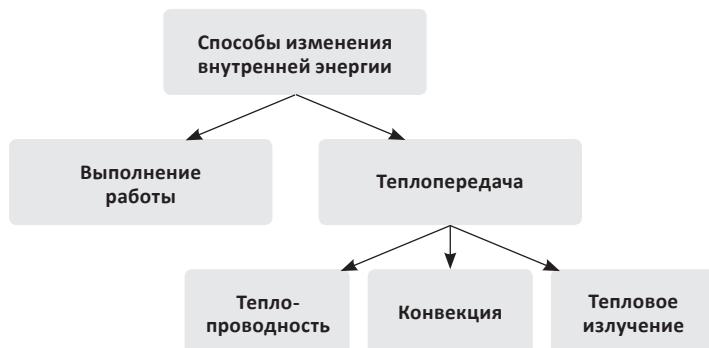 Способы изменения
внутренней энергии
Выполнение
работы
Теплопередача
Тепло-
проводность
Конвекция
Тепловое
излучение